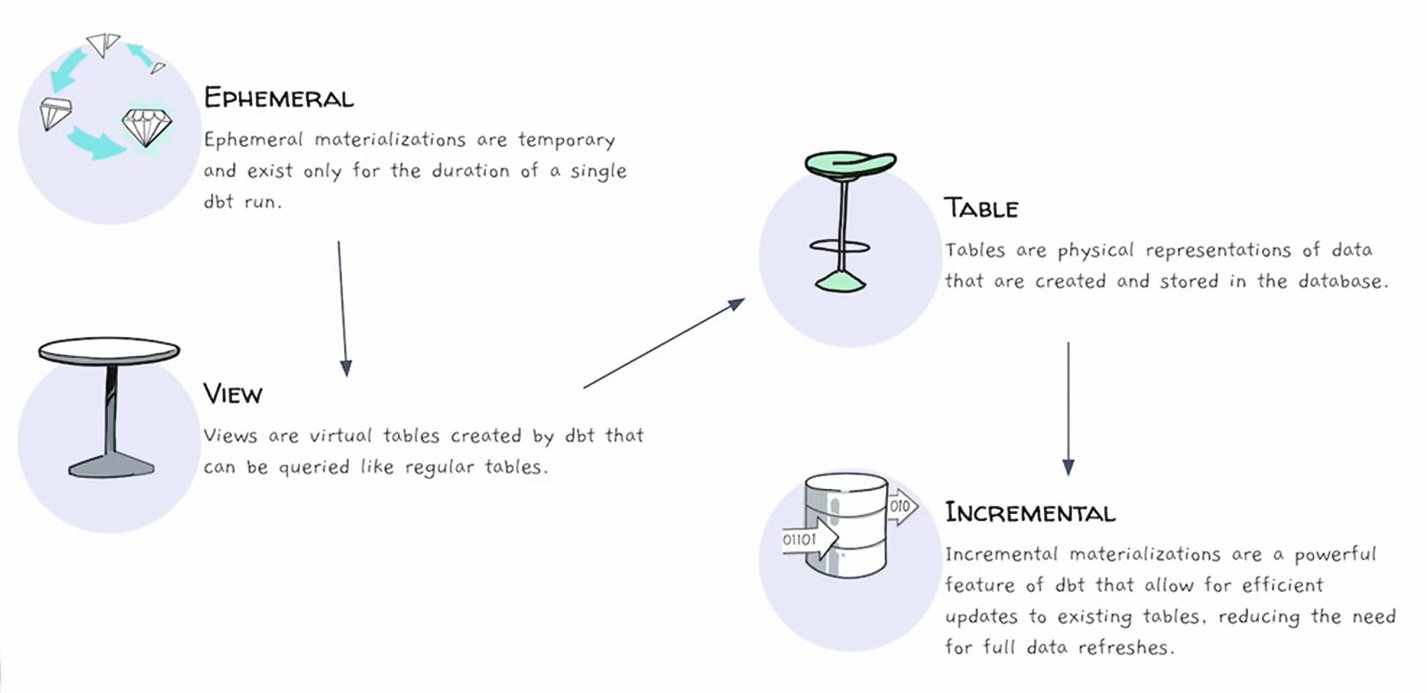 EPHEMERAL
Ephemeral materializations are temporary
and exist only for the duration of a single
dbt run.
VIEW
Views are virtual tables created by dbt that
can be queried like regular tables.
TABLE
Tables are physical representations of data
that are created and stored in the database.
010
01101
INCREMENTAL
Incremental materializations are a powerful
feature of dbt that allow for efficient
updates to existing tables, reducing the need
for full data refreshes.